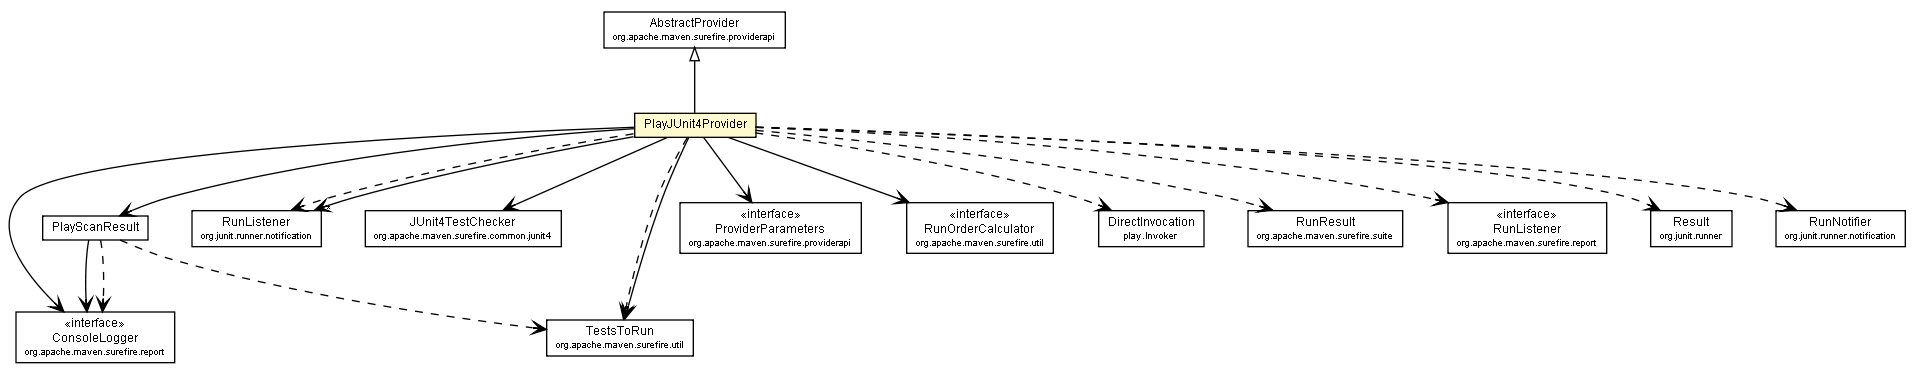 AbstractProvider
org.apache.maven.surefire.providerapi
PlayJUnit4Provider
PlayScanResult
RunListener
org.junit.runner.notification
JUnit4TestChecker
org.apache.maven.surefire.common.junit4
«interface»
ProviderParameters
org.apache.maven.surefire.providerapi
«interface»
RunOrderCalculator
org.apache.maven.surefire.util
DirectInvocation
play.Invoker
RunResult
org.apache.maven.surefire.suite
«interface»
RunListener
org.apache.maven.surefire.report
Result
org.junit.runner
RunNotifier
org.junit.runner.notification
«interface»
ConsoleLogger
org.apache.maven.surefire.report
TestsToRun
org.apache.maven.surefire.util